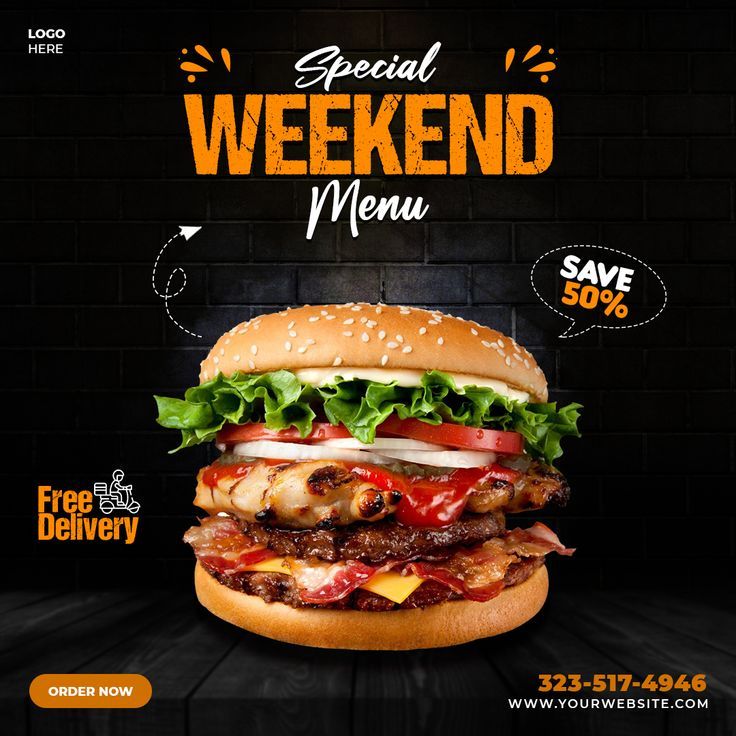 LOGO
HERE
Special
WEEKEND
Menu
SAVE
50%
Free
Delivery
ORDER NOW
323-517-4946
WWW.YOURWEBSITE.COM